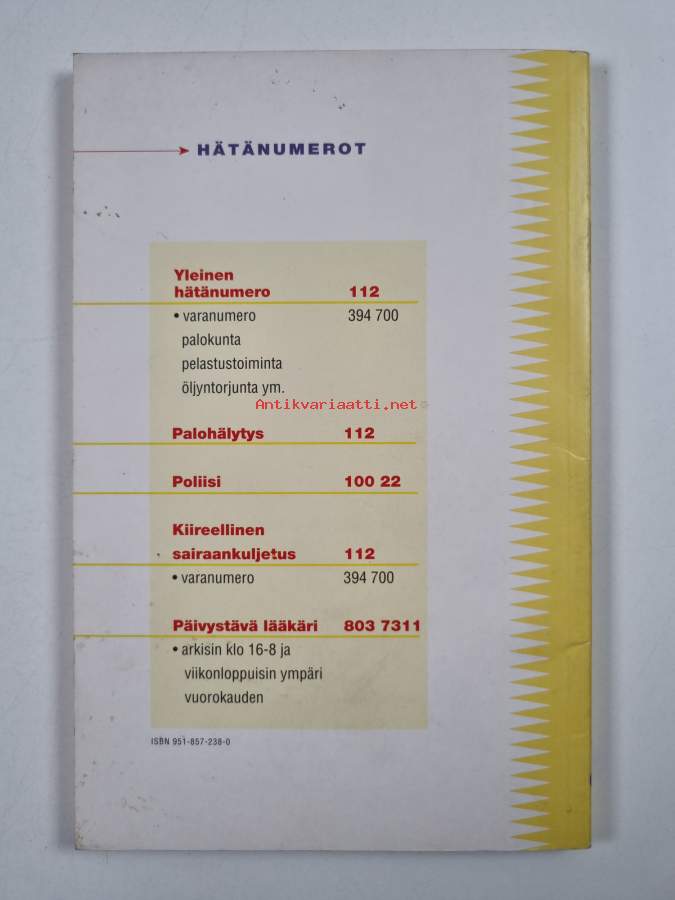 HÄTÄNUMEROT
Yleinen
hätänumero 112
• varanumero 394 700
palokunta
pelastustoiminta
öljyntorjunta ym.
Antikvariaatti.net
Palohälytys 112
Poliisi 100 22
Kiireellinen
sairaankuljetus 112
• varanumero 394 700
Päivystävä lääkäri 803 7311
• arkisin klo 16-8 ja
viikonloppuisin ympäri
vuorokauden
ISBN 951-857-238-0